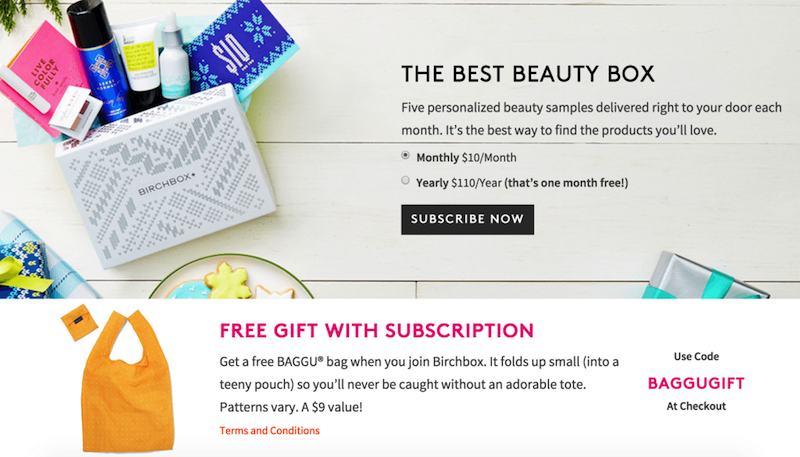 LIVE
COLOR
FULLY
$10
BIRCHBOX
THE BEST BEAUTY BOX
Five personalized beauty samples delivered right to your door each
month. It's the best way to find the products you'll love.
Monthly $10/Month
Yearly $110/Year (that's one month free!)
SUBSCRIBE NOW
FREE GIFT WITH SUBSCRIPTION
Get a free BAGGU® bag when you join Birchbox. It folds up small (into a
teeny pouch) so you'll never be caught without an adorable tote.
Patterns vary. A $9 value!
Terms and Conditions
Use Code
BAGGUGIFT
At Checkout